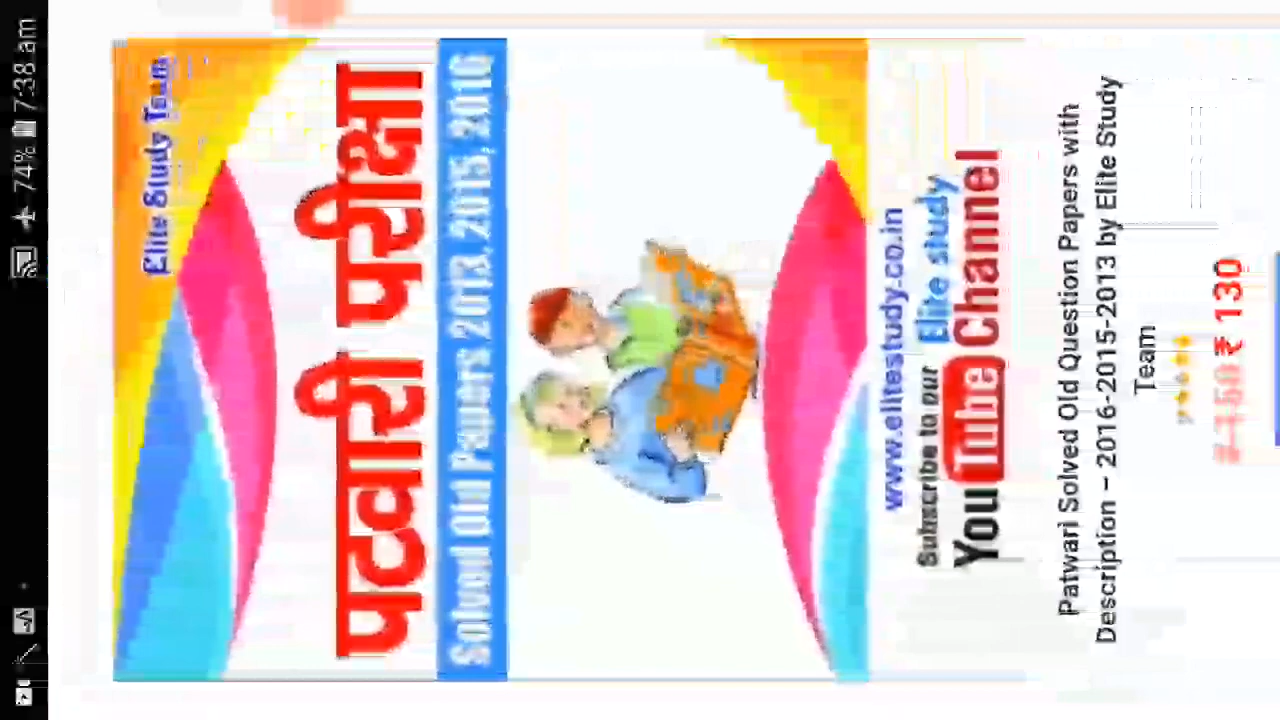 74% 7:38 am
Elite Study Team
पटवारी परीक्षा
Solved Old Papers 2013, 2015, 2016
www.elitestudy.co.in
Subscribe to our Elite study
YouTube Channel
Patwari Solved Old Question Papers with
Description – 2016-2015-2013 by Elite Study
Team
₹ 150 ₹ 130